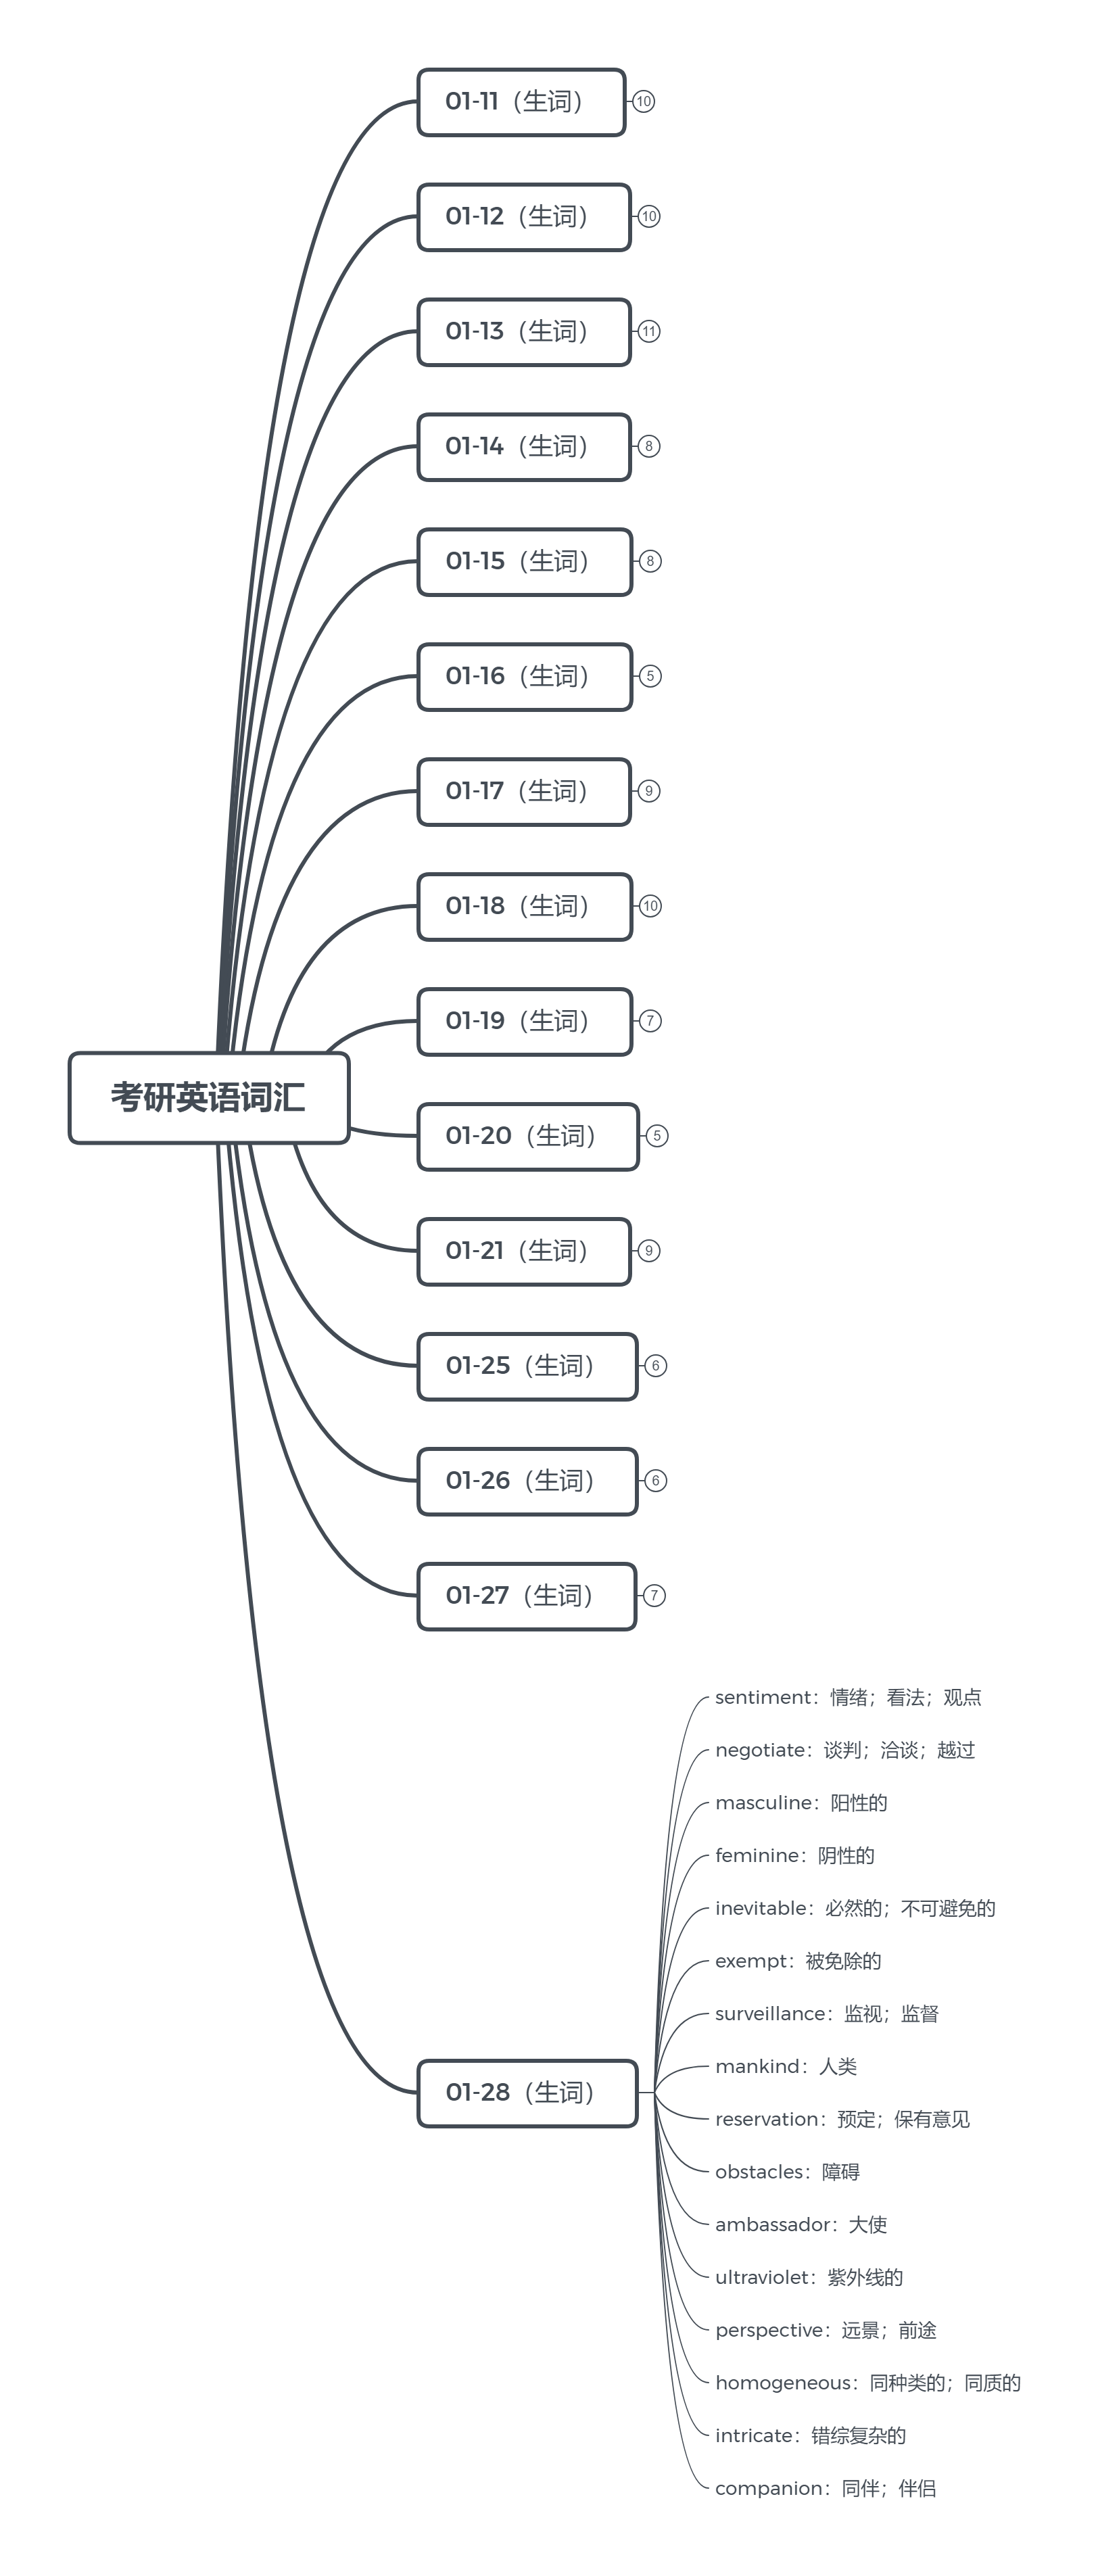 01-11（生词）
10
01-12（生词）
10
01-13（生词）
11
01-14（生词）
8
01-15（生词）
8
01-16（生词）
5
01-17（生词）
9
01-18（生词）
10
01-19（生词）
7
考研英语词汇
01-20（生词）
5
01-21（生词）
9
01-25（生词）
6
01-26（生词）
6
01-27（生词）
7
01-28（生词）
sentiment：情绪；看法；观点
negotiate：谈判；洽谈；越过
masculine：阳性的
feminine：阴性的
inevitable：必然的；不可避免的
exempt：被免除的
surveillance：监视；监督
mankind：人类
reservation：预定；保有意见
obstacles：障碍
ambassador：大使
ultraviolet：紫外线的
perspective：远景；前途
homogeneous：同种类的；同质的
intricate：错综复杂的
companion：同伴；伴侣